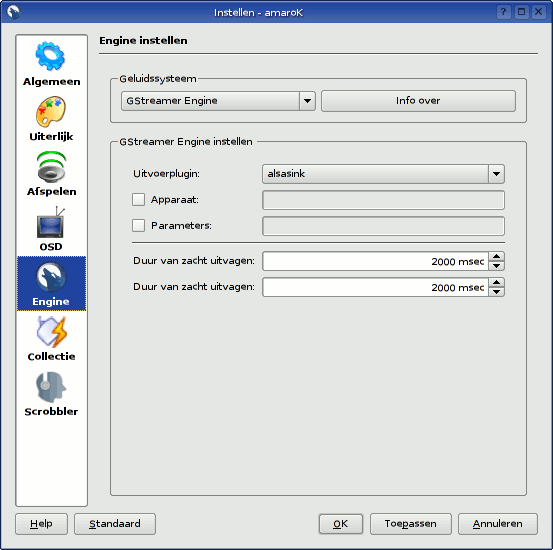 Instellen - amaroK
?
Algemeen
Uiterlijk
Afspelen
OSD
Engine
Collectie
Scrobbler
Engine instellen
Geluidssysteem
GStreamer Engine
Info over
GStreamer Engine instellen
Uitvoerplugin: alsasink
Apparaat:
Parameters:
Duur van zacht uitvagen: 2000 msec
Duur van zacht uitvagen: 2000 msec
Help
Standaard
OK
Toepassen
Annuleren